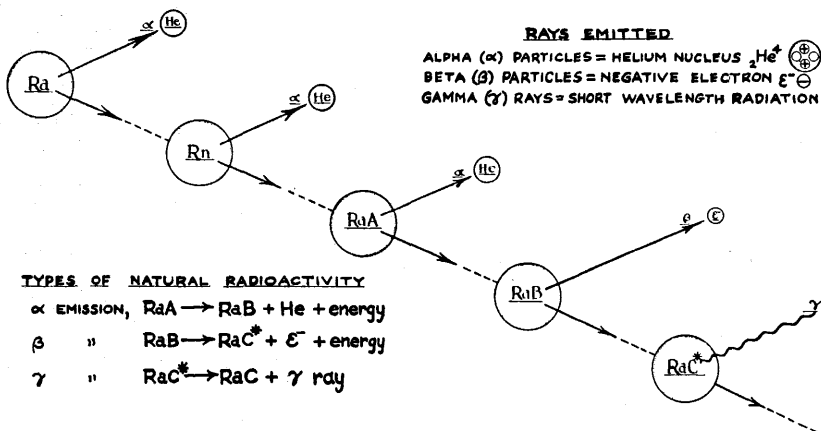 α He
Ra
α He
Rn
α He
RaA
β ε⁻
RaB
γ
RaC*
RAYS EMITTED
ALPHA (α) PARTICLES = HELIUM NUCLEUS ₂He⁴
BETA (β) PARTICLES = NEGATIVE ELECTRON ε⁻
GAMMA (γ) RAYS = SHORT WAVELENGTH RADIATION
TYPES OF NATURAL RADIOACTIVITY
α EMISSION, RaA → RaB + He + energy
β " RaB → RaC* + ε⁻ + energy
γ " RaC* → RaC + γ ray